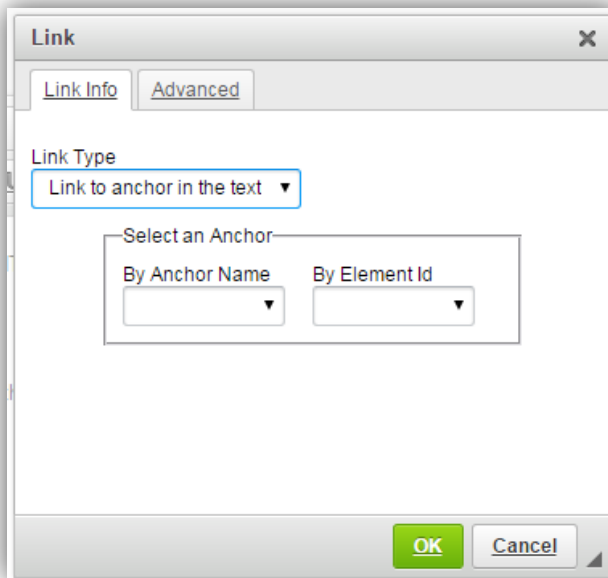 Link
Link Info Advanced
Link Type
Link to anchor in the text
Select an Anchor
By Anchor Name By Element Id
OK Cancel